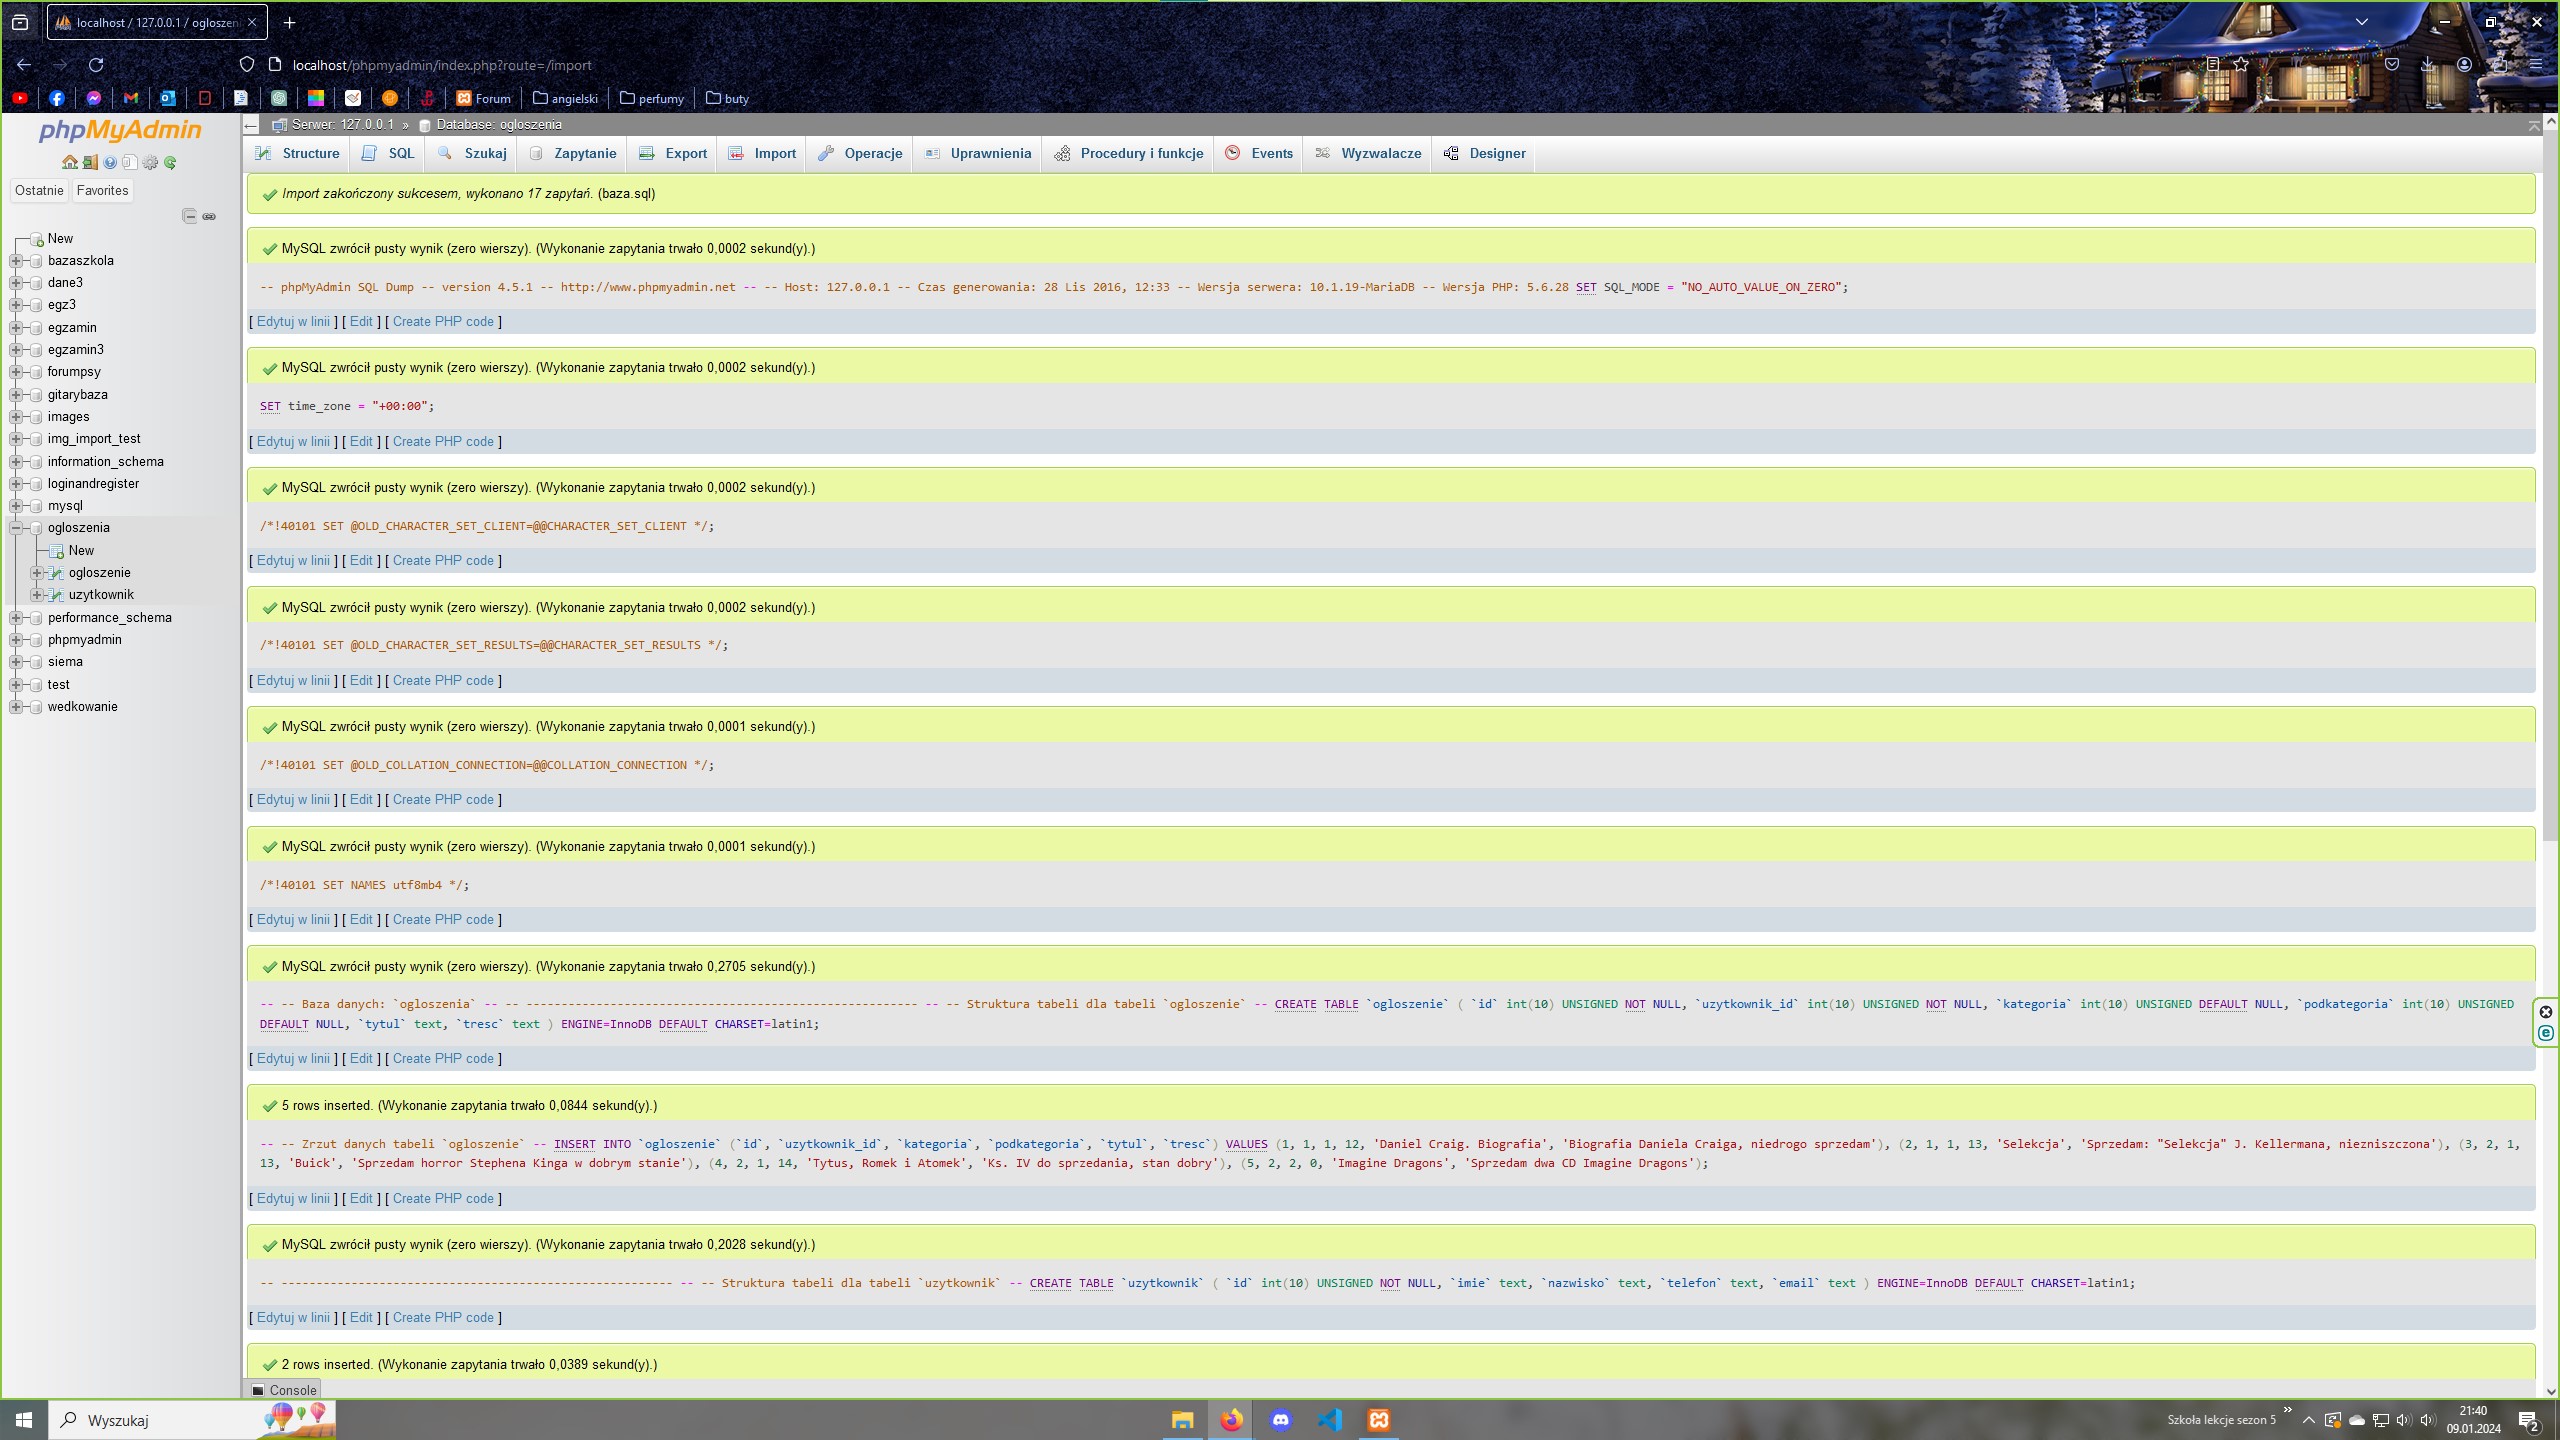 localhost / 127.0.0.1 / ogloszeni
localhost/phpmyadmin/index.php?route=/import
Forum
angielski
perfumy
buty
phpMyAdmin
Ostatnie
Favorites
New
bazaszkola
dane3
egz3
egzamin
egzamin3
forumpsy
gitarybaza
images
img_import_test
information_schema
loginandregister
mysql
ogloszenia
New
ogloszenie
uzytkownik
performance_schema
phpmyadmin
siema
test
wedkowanie
Serwer: 127.0.0.1 » Database: ogloszenia
Structure SQL Szukaj Zapytanie Export Import Operacje Uprawnienia Procedury i funkcje Events Wyzwalacze Designer
Import zakończony sukcesem, wykonano 17 zapytań. (baza.sql)
MySQL zwrócił pusty wynik (zero wierszy). (Wykonanie zapytania trwało 0,0002 sekund(y).)
-- phpMyAdmin SQL Dump -- version 4.5.1 -- http://www.phpmyadmin.net -- -- Host: 127.0.0.1 -- Czas generowania: 28 Lis 2016, 12:33 -- Wersja serwera: 10.1.19-MariaDB -- Wersja PHP: 5.6.28 SET SQL_MODE = "NO_AUTO_VALUE_ON_ZERO";
[ Edytuj w linii ] [ Edit ] [ Create PHP code ]
MySQL zwrócił pusty wynik (zero wierszy). (Wykonanie zapytania trwało 0,0002 sekund(y).)
SET time_zone = "+00:00";
[ Edytuj w linii ] [ Edit ] [ Create PHP code ]
MySQL zwrócił pusty wynik (zero wierszy). (Wykonanie zapytania trwało 0,0002 sekund(y).)
/*!40101 SET @OLD_CHARACTER_SET_CLIENT=@@CHARACTER_SET_CLIENT */;
[ Edytuj w linii ] [ Edit ] [ Create PHP code ]
MySQL zwrócił pusty wynik (zero wierszy). (Wykonanie zapytania trwało 0,0002 sekund(y).)
/*!40101 SET @OLD_CHARACTER_SET_RESULTS=@@CHARACTER_SET_RESULTS */;
[ Edytuj w linii ] [ Edit ] [ Create PHP code ]
MySQL zwrócił pusty wynik (zero wierszy). (Wykonanie zapytania trwało 0,0001 sekund(y).)
/*!40101 SET @OLD_COLLATION_CONNECTION=@@COLLATION_CONNECTION */;
[ Edytuj w linii ] [ Edit ] [ Create PHP code ]
MySQL zwrócił pusty wynik (zero wierszy). (Wykonanie zapytania trwało 0,0001 sekund(y).)
/*!40101 SET NAMES utf8mb4 */;
[ Edytuj w linii ] [ Edit ] [ Create PHP code ]
MySQL zwrócił pusty wynik (zero wierszy). (Wykonanie zapytania trwało 0,2705 sekund(y).)
-- -- Baza danych: `ogloszenia` -- -- -------------------------------------------------------- -- -- Struktura tabeli dla tabeli `ogloszenie` -- CREATE TABLE `ogloszenie` ( `id` int(10) UNSIGNED NOT NULL, `uzytkownik_id` int(10) UNSIGNED NOT NULL, `kategoria` int(10) UNSIGNED DEFAULT NULL, `podkategoria` int(10) UNSIGNED
DEFAULT NULL, `tytul` text, `tresc` text ) ENGINE=InnoDB DEFAULT CHARSET=latin1;
[ Edytuj w linii ] [ Edit ] [ Create PHP code ]
5 rows inserted. (Wykonanie zapytania trwało 0,0844 sekund(y).)
-- -- Zrzut danych tabeli `ogloszenie` -- INSERT INTO `ogloszenie` (`id`, `uzytkownik_id`, `kategoria`, `podkategoria`, `tytul`, `tresc`) VALUES (1, 1, 1, 12, 'Daniel Craig. Biografia', 'Biografia Daniela Craiga, niedrogo sprzedam'), (2, 1, 1, 13, 'Selekcja', 'Sprzedam: "Selekcja" J. Kellermana, niezniszczona'), (3, 2, 1,
13, 'Buick', 'Sprzedam horror Stephena Kinga w dobrym stanie'), (4, 2, 1, 14, 'Tytus, Romek i Atomek', 'Ks. IV do sprzedania, stan dobry'), (5, 2, 2, 0, 'Imagine Dragons', 'Sprzedam dwa CD Imagine Dragons');
[ Edytuj w linii ] [ Edit ] [ Create PHP code ]
MySQL zwrócił pusty wynik (zero wierszy). (Wykonanie zapytania trwało 0,2028 sekund(y).)
-- -------------------------------------------------------- -- -- Struktura tabeli dla tabeli `uzytkownik` -- CREATE TABLE `uzytkownik` ( `id` int(10) UNSIGNED NOT NULL, `imie` text, `nazwisko` text, `telefon` text, `email` text ) ENGINE=InnoDB DEFAULT CHARSET=latin1;
[ Edytuj w linii ] [ Edit ] [ Create PHP code ]
2 rows inserted. (Wykonanie zapytania trwało 0,0389 sekund(y).)
Console
Wyszukaj
Szkoła lekcje sezon 5
21:40
09.01.2024
2